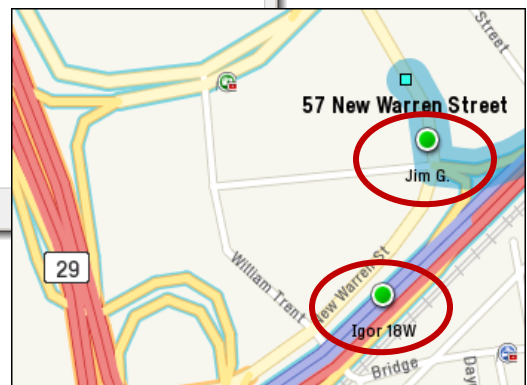 Street
57 New Warren Street
Jim G.
29
William Trent
New Warren St
Igor 18W
Bridge
Day